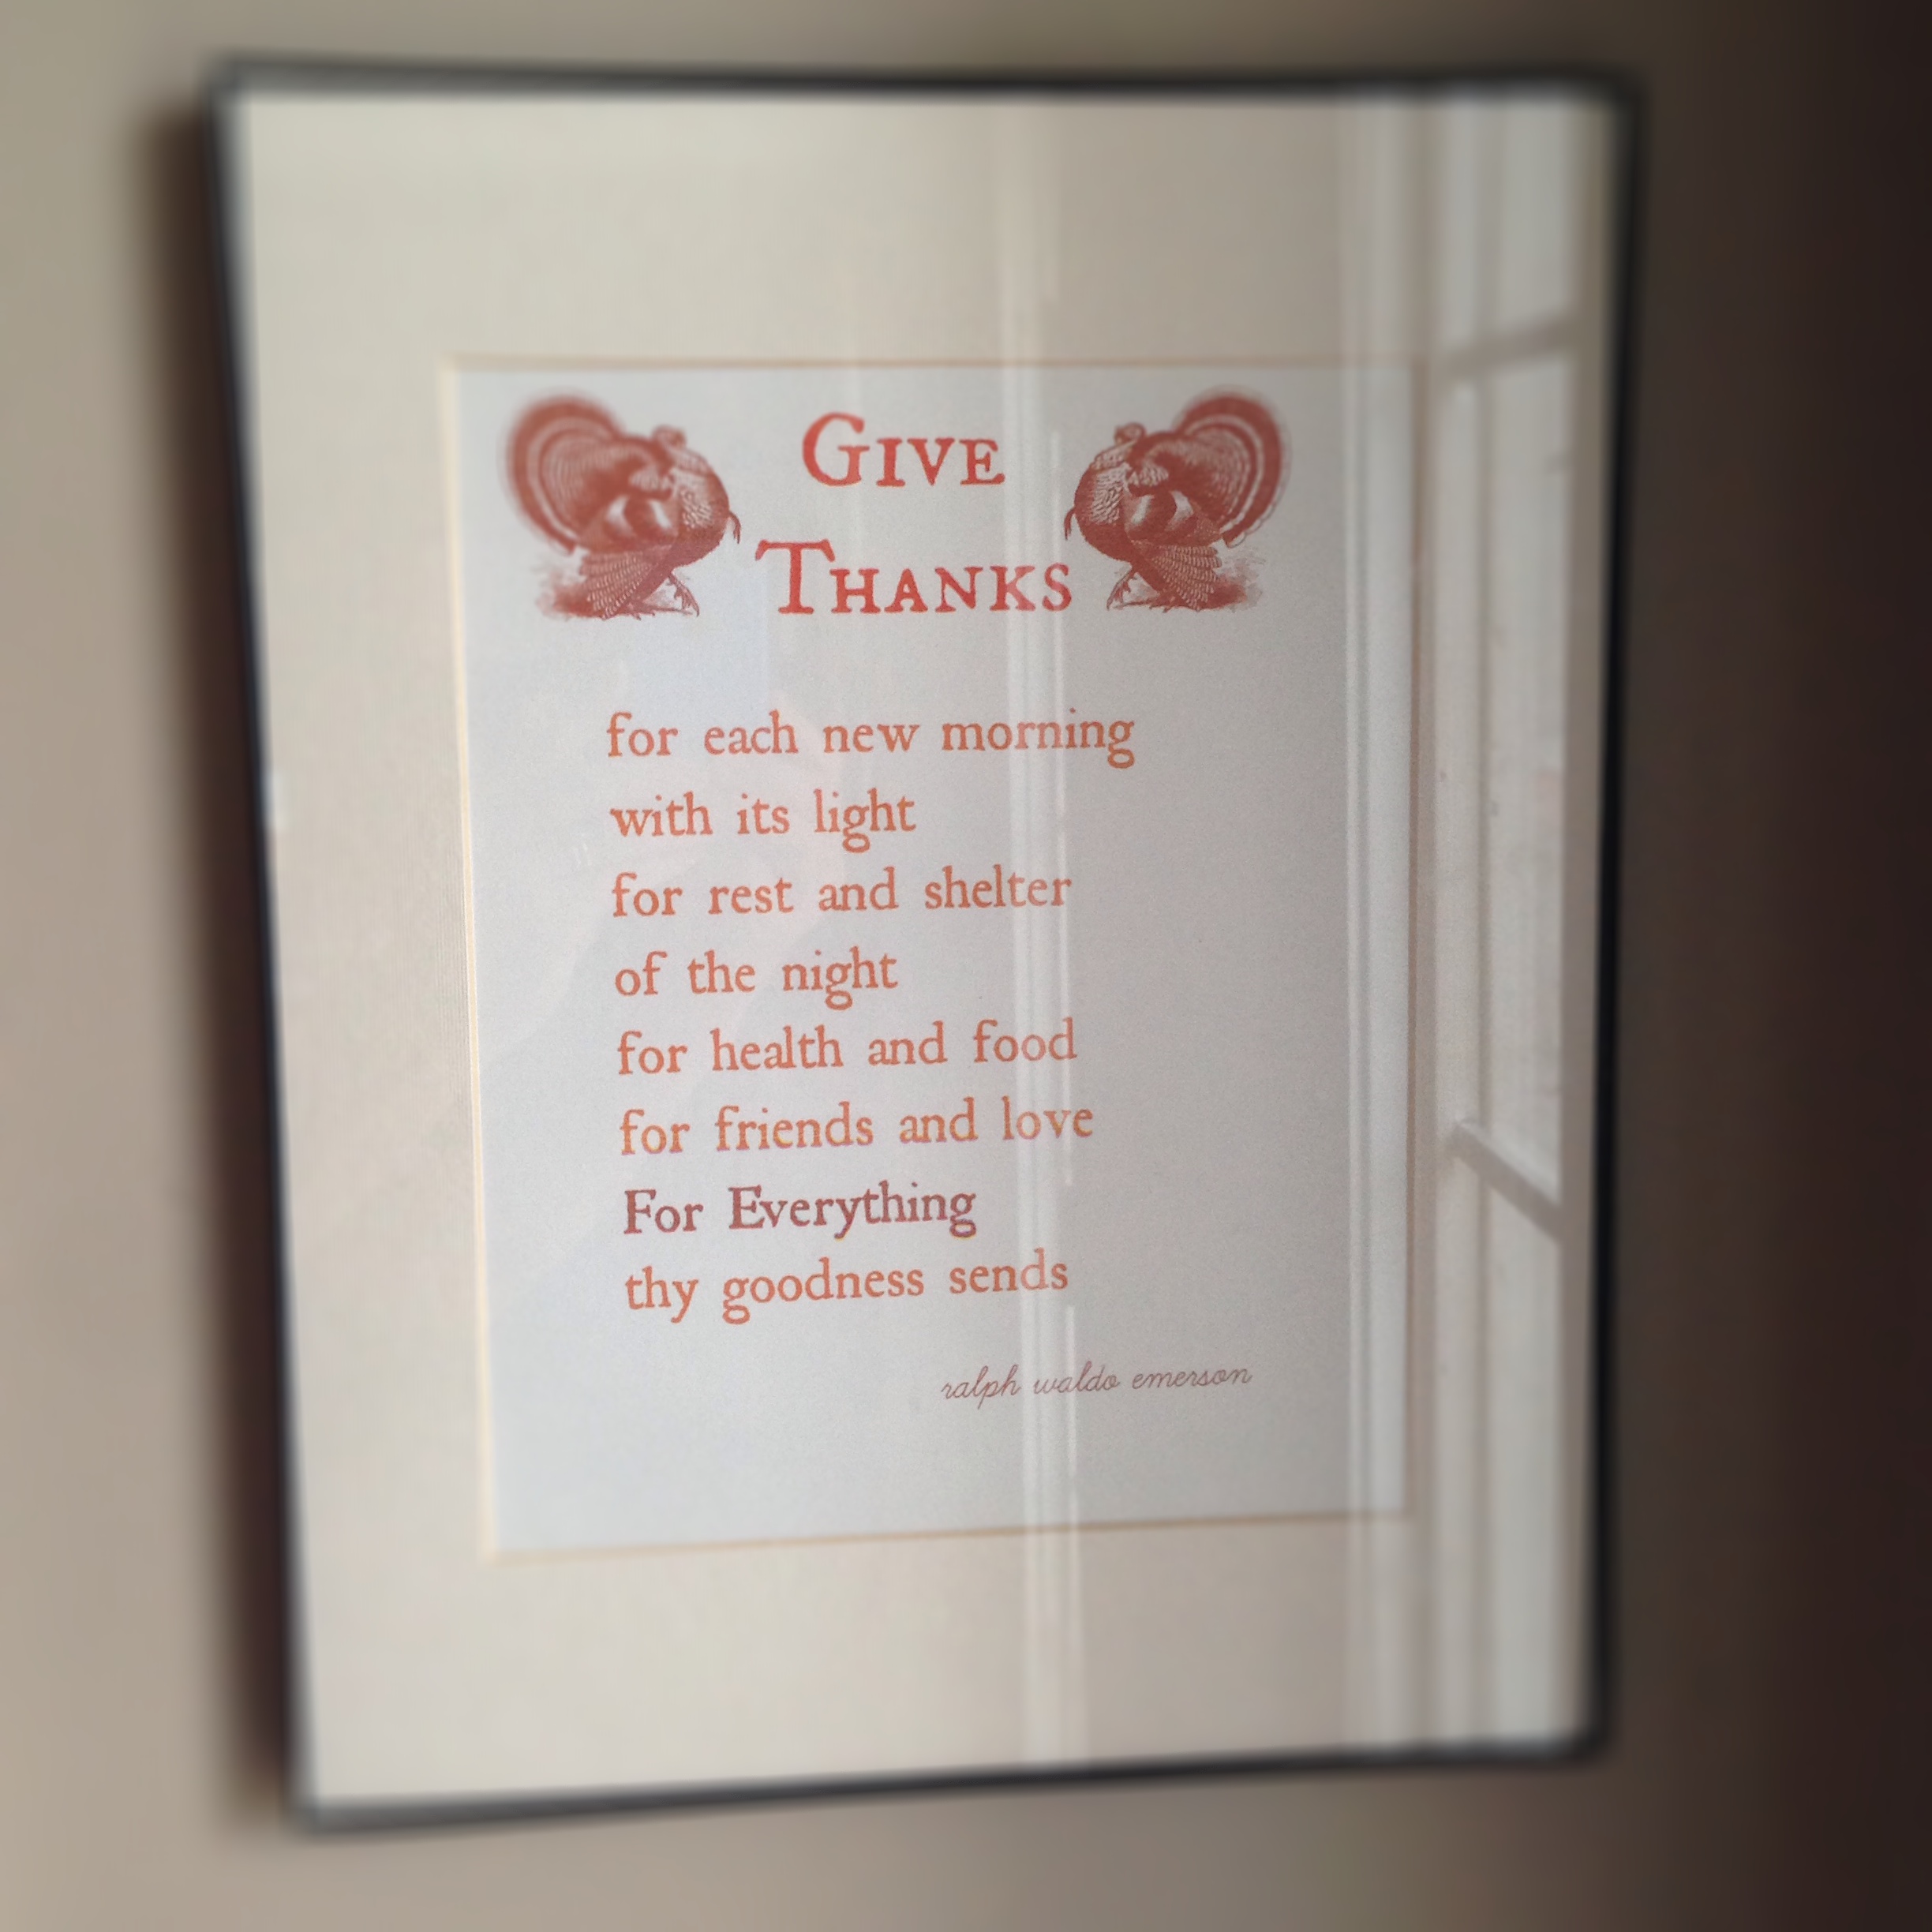 Give
Thanks
for each new morning
with its light
for rest and shelter
of the night
for health and food
for friends and love
For Everything
thy goodness sends
ralph waldo emerson